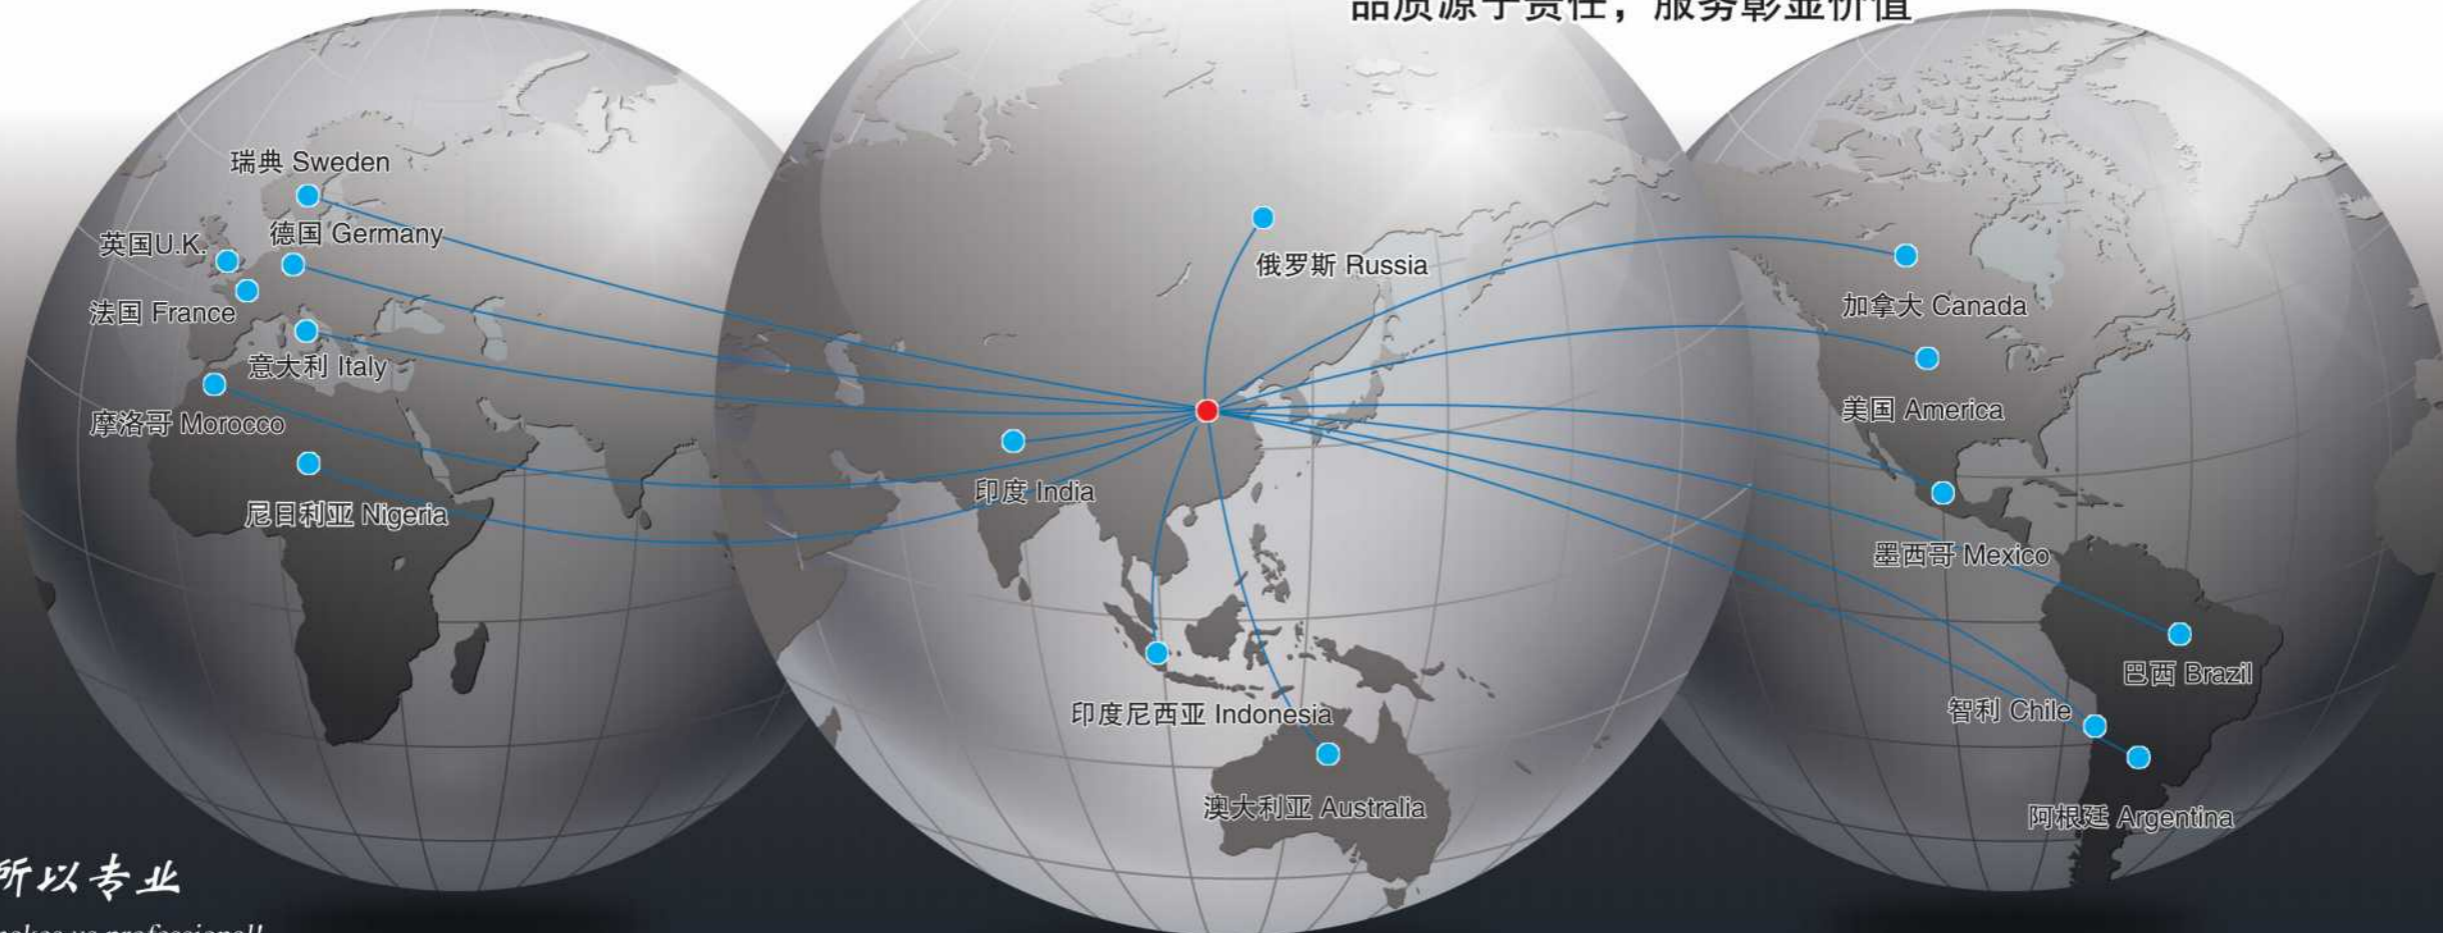 品质源于责任，服务彰显价值
瑞典 Sweden
英国U.K.
德国 Germany
法国 France
意大利 Italy
摩洛哥 Morocco
尼日利亚 Nigeria
俄罗斯 Russia
印度 India
印度尼西亚 Indonesia
澳大利亚 Australia
加拿大 Canada
美国 America
墨西哥 Mexico
巴西 Brazil
智利 Chile
阿根廷 Argentina
所以专业
makes us professional!